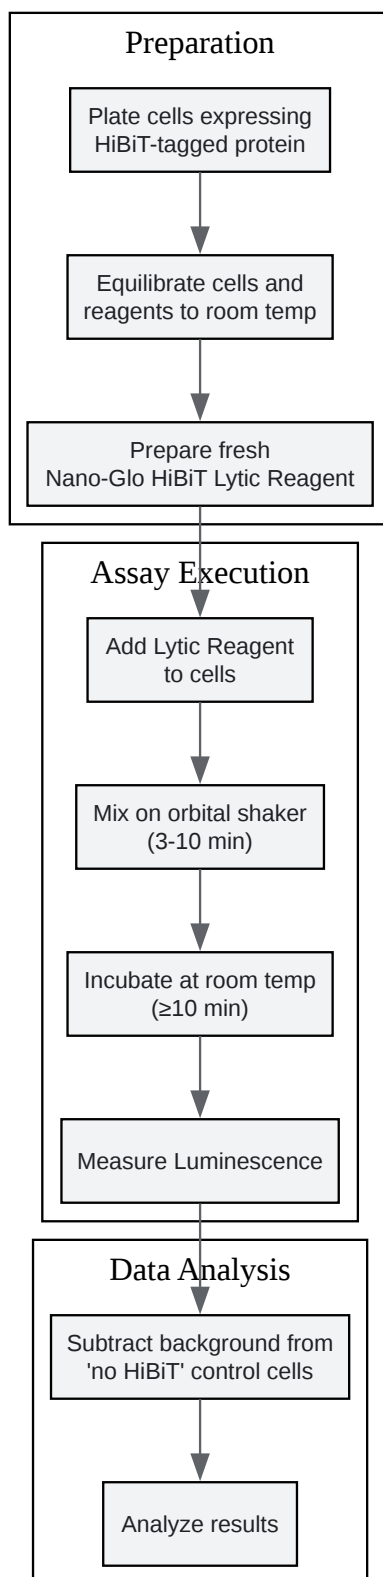 Preparation
Plate cells expressing
HiBiT-tagged protein
Equilibrate cells and
reagents to room temp
Prepare fresh
Nano-Glo HiBiT Lytic Reagent
Assay Execution
Add Lytic Reagent
to cells
Mix on orbital shaker
(3-10 min)
Incubate at room temp
(≥10 min)
Measure Luminescence
Data Analysis
Subtract background from
'no HiBiT' control cells
Analyze results